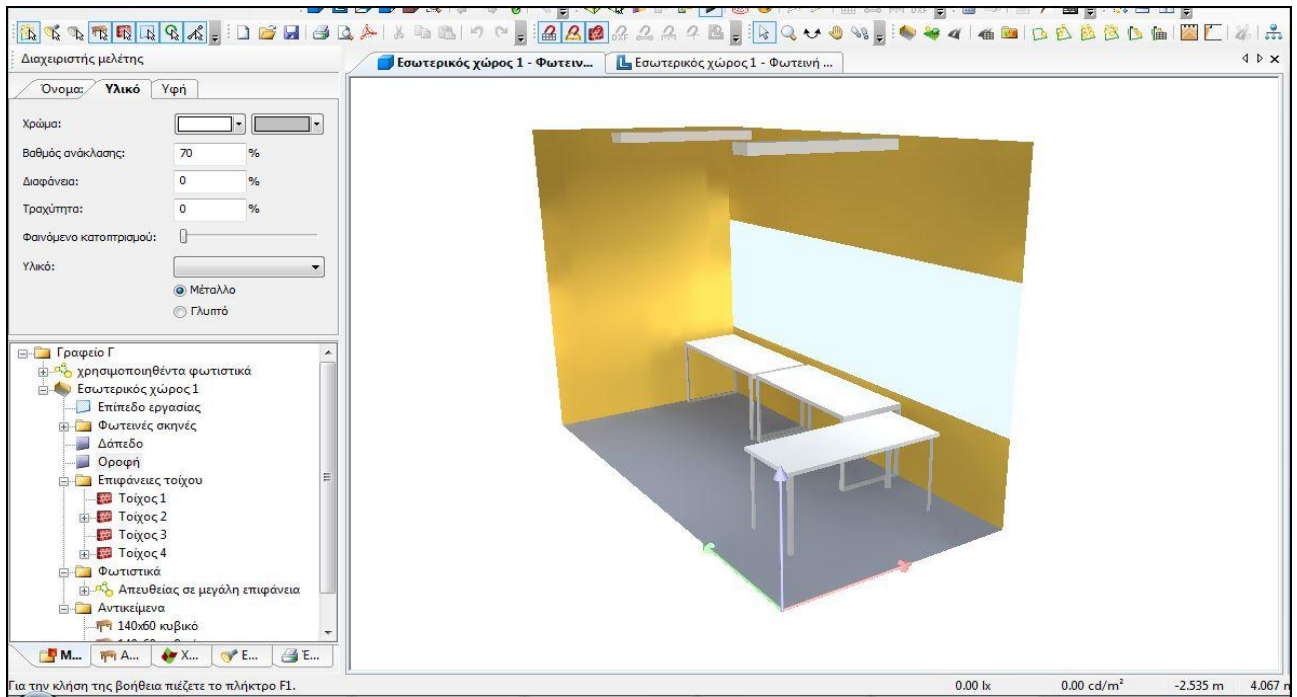 Διαχειριστής μελέτης
Εσωτερικός χώρος 1 - Φωτειν...
Εσωτερικός χώρος 1 - Φωτεινή ...
Όνομα:
Υλικό
Υφή
Χρώμα:
Βαθμός ανάκλασης: 70 %
Διαφάνεια: 0 %
Τραχύτητα: 0 %
Φαινόμενο κατοπτρισμού:
Υλικό:
Μέταλλο
Γλυπτό
Γραφείο Γ
χρησιμοποιηθέντα φωτιστικά
Εσωτερικός χώρος 1
Επίπεδο εργασίας
Φωτεινές σκηνές
Δάπεδο
Οροφή
Επιφάνειες τοίχου
Τοίχος 1
Τοίχος 2
Τοίχος 3
Τοίχος 4
Φωτιστικά
Απευθείας σε μεγάλη επιφάνεια
Αντικείμενα
140x60 κυβικό
Μ...
Α...
Χ...
Ε...
Έ...
Για την κλήση της βοήθεια πιέζετε το πλήκτρο F1.
0.00 lx
0.00 cd/m²
-2.535 m
4.067